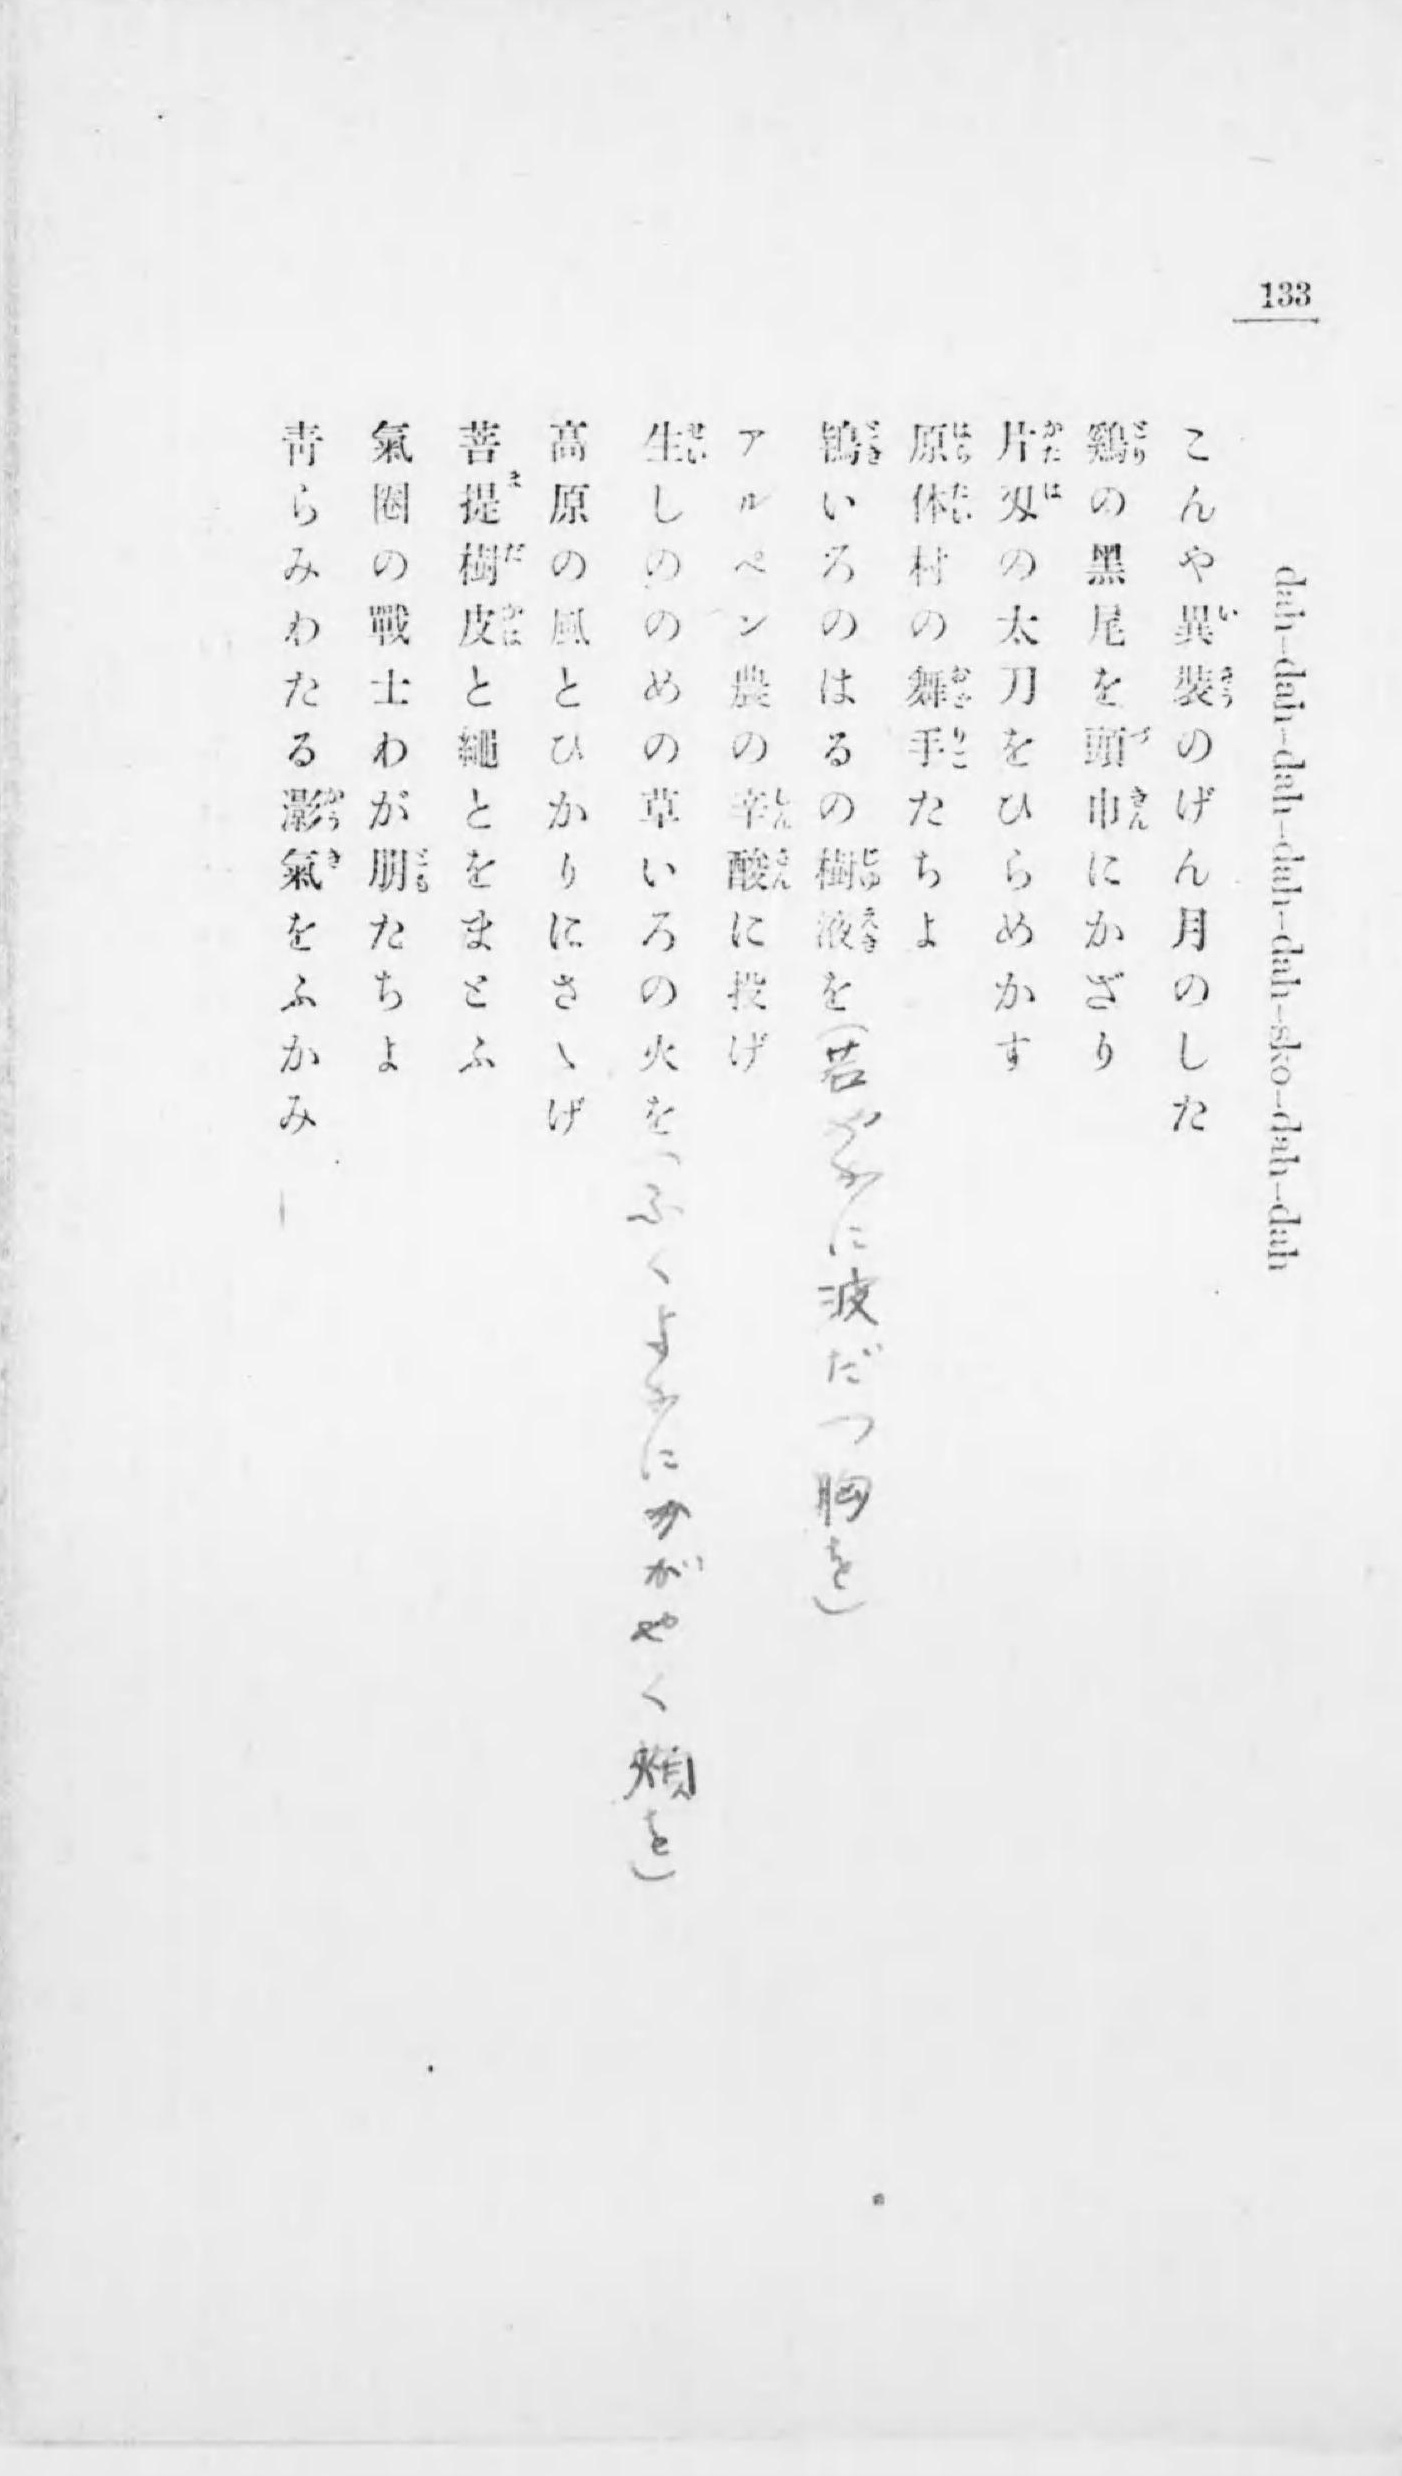 133
dah-dah-dah-dah-dah-sko-dah-dah
こんや異装のげん月のした
鶏の黒尾を頭巾にかざり
片刄の太刀をひらめかす
原体村の舞手たちよ
鴇いろのはるの樹液を(若やかに波だつ胸を)
アルペン農の辛酸に投げ
生しののめの草いろの火を(ふくよかにかがやく頬を)
高原の風とひかりにさゝげ
菩提樹皮と縄とをまとふ
氣圏の戰士わが朋たちよ
青らみわたる灝氣をふかみ